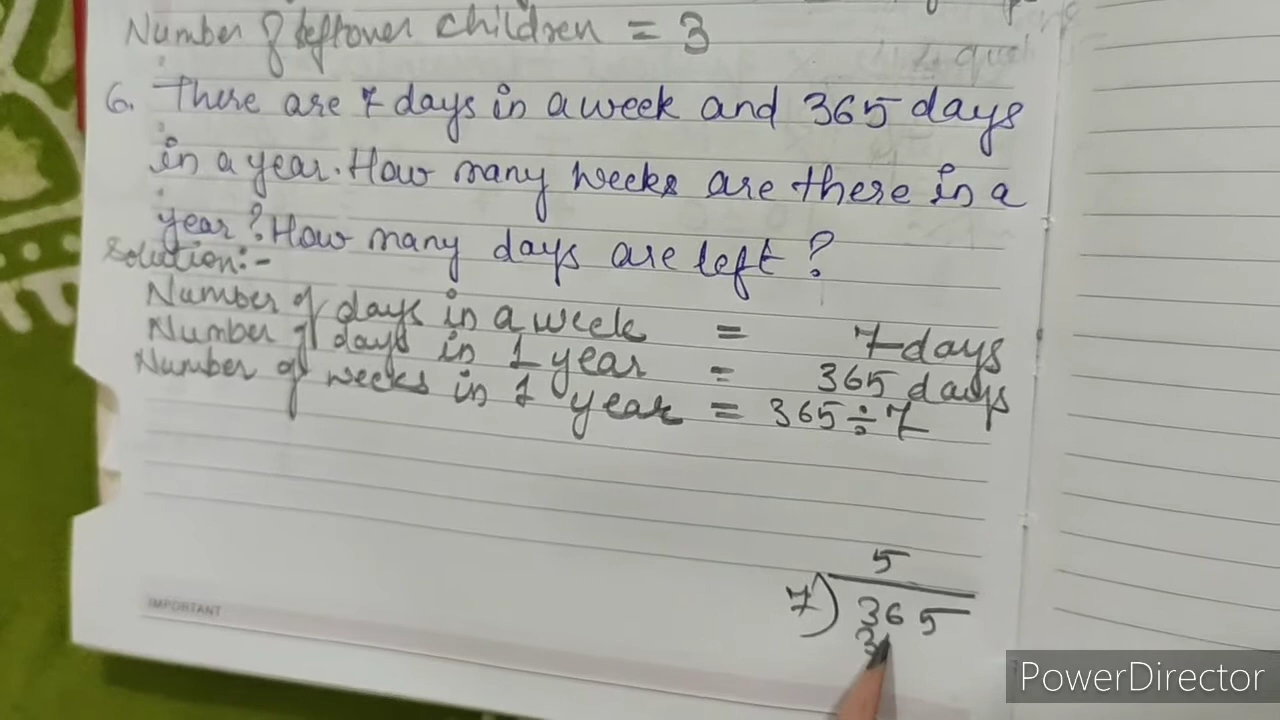 Number of leftover children = 3
6. There are 7 days in a week and 365 days
in a year. How many weeks are there in a
year? How many days are left?
Solution:-
Number of days in a week = 7 days
Number of days in 1 year = 365 days
Number of weeks in 1 year = 365÷7
5
7) 365
3
IMPORTANT
PowerDirector